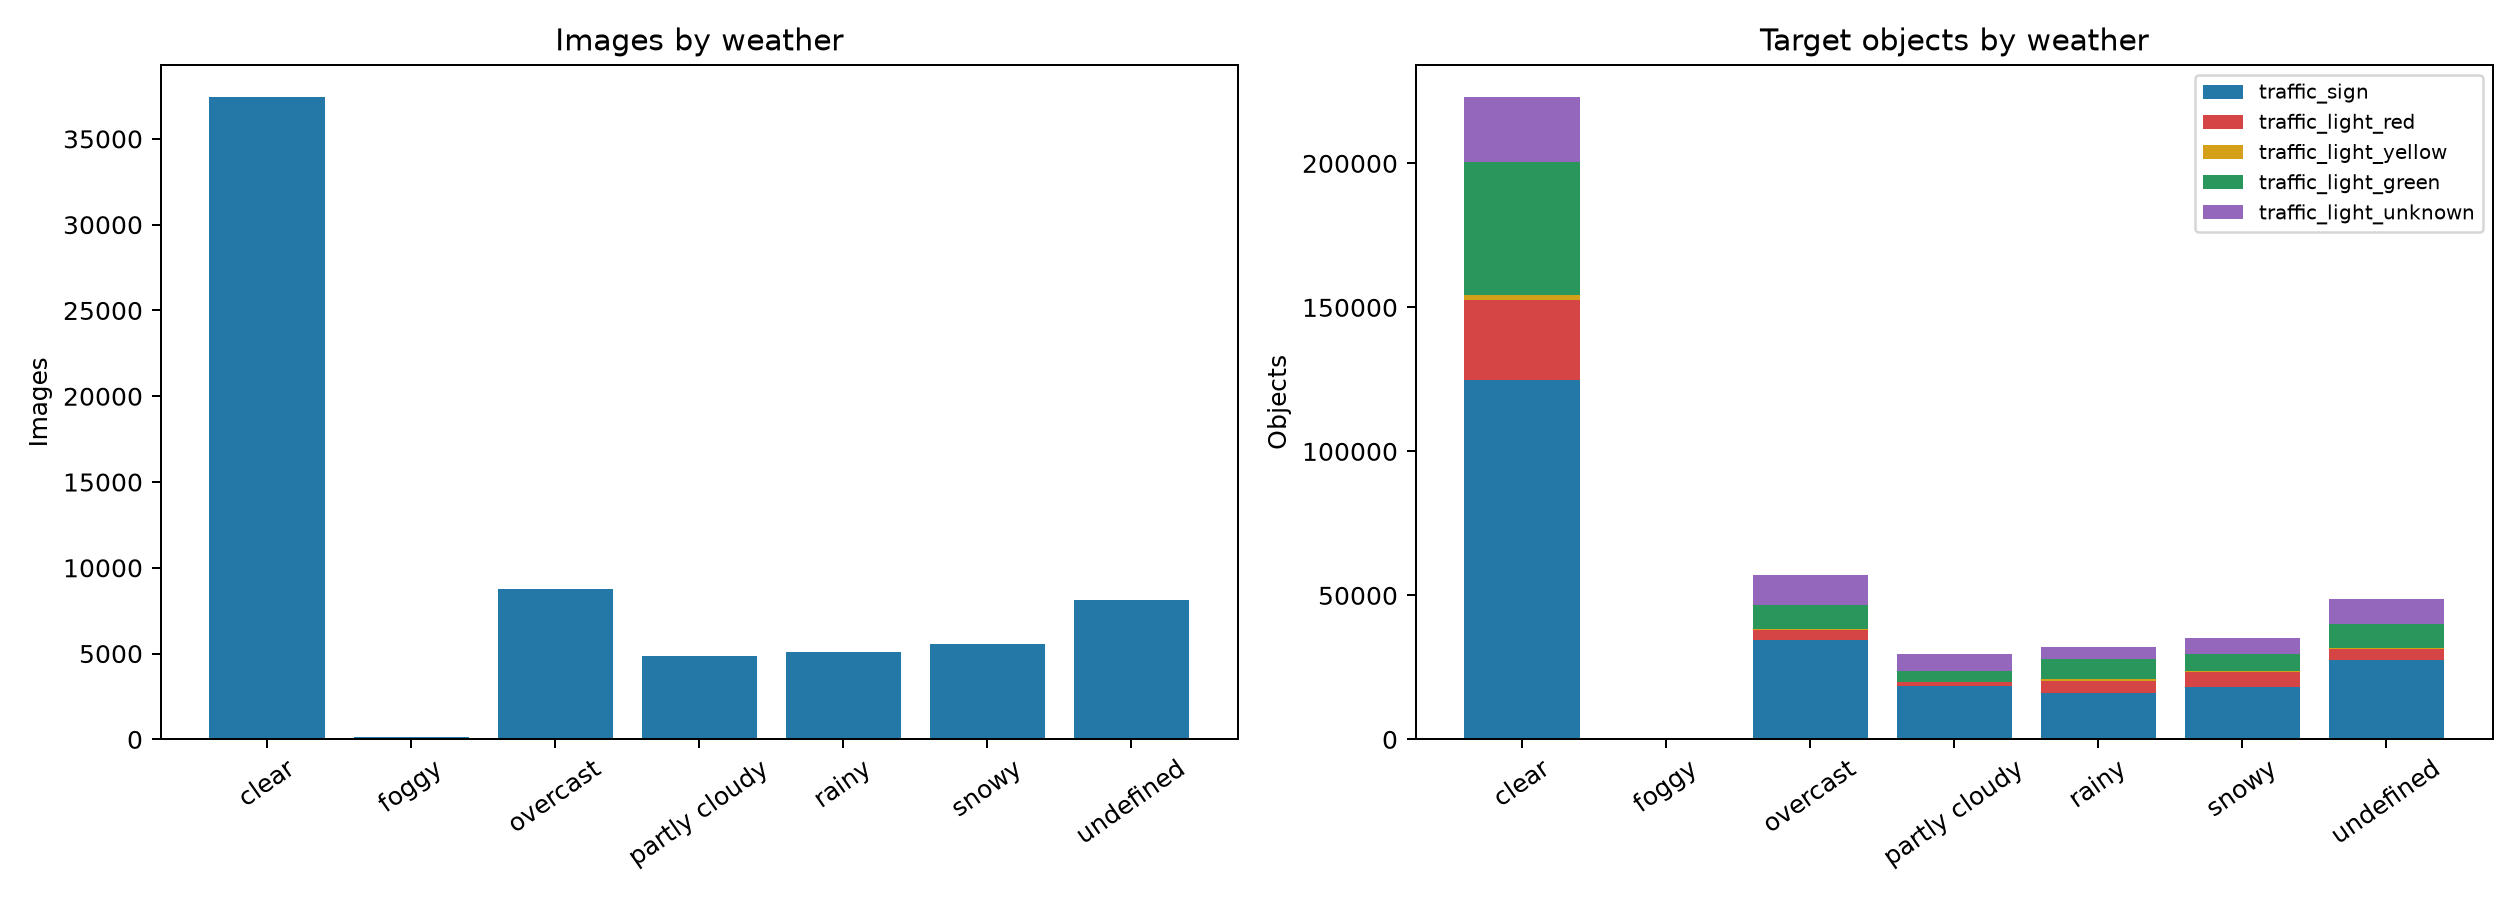 Images by weather
Images
35000
30000
25000
20000
15000
10000
5000
0
clear
foggy
overcast
partly cloudy
rainy
snowy
undefined
Target objects by weather
Objects
200000
150000
100000
50000
0
traffic_sign
traffic_light_red
traffic_light_yellow
traffic_light_green
traffic_light_unknown
clear
foggy
overcast
partly cloudy
rainy
snowy
undefined